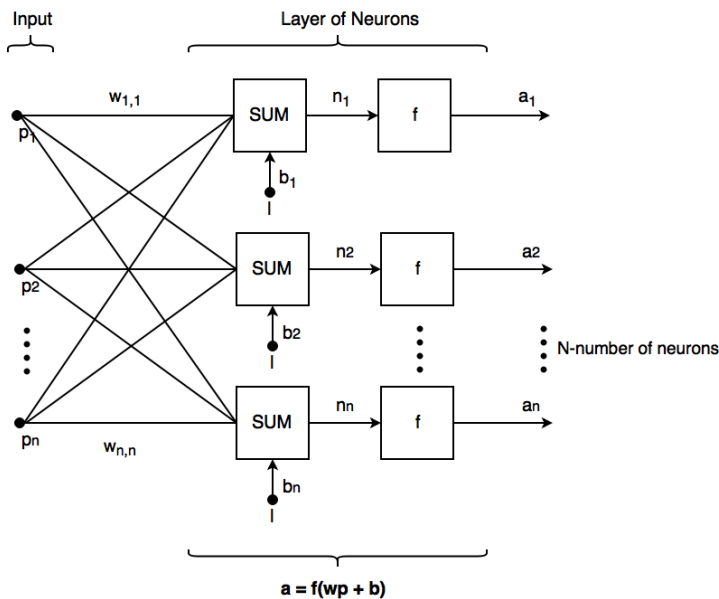 Input
Layer of Neurons
w1,1
n1
a1
SUM
f
p1
b1
I
n2
a2
SUM
f
p2
b2
I
N-number of neurons
nn
an
SUM
f
pn
wn,n
bn
I
a = f(wp + b)